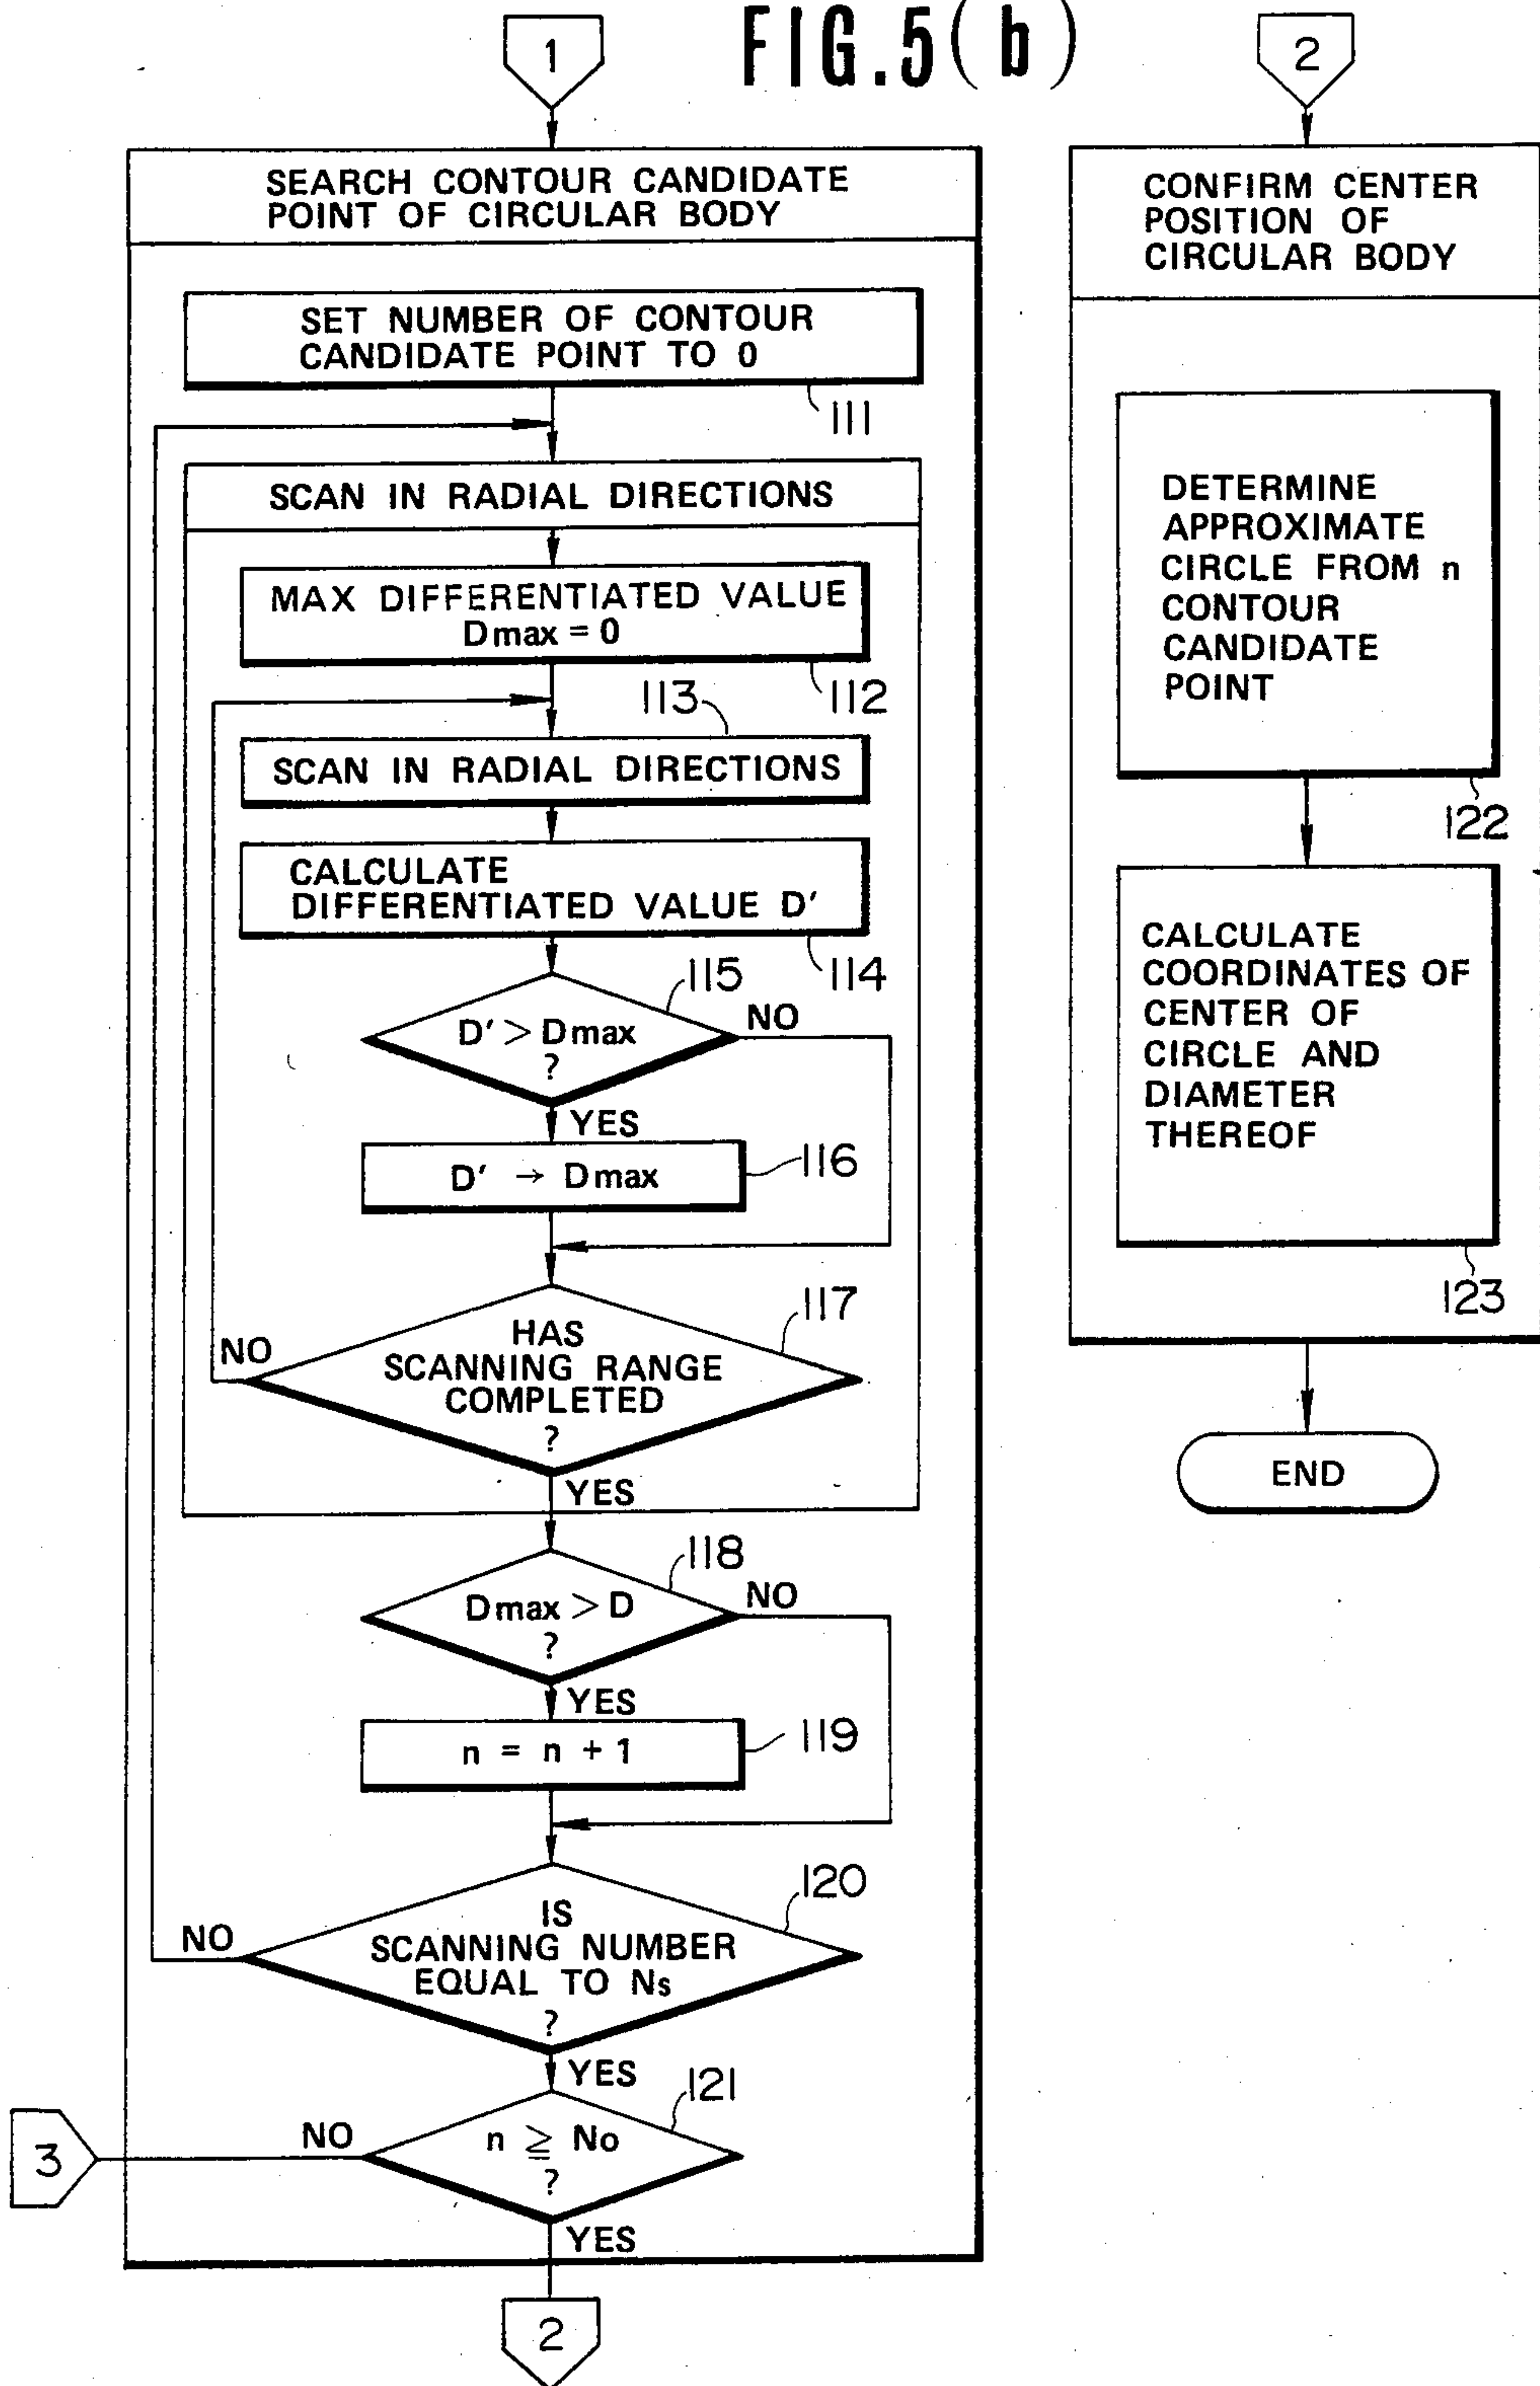 FIG.5(b)
1
SEARCH CONTOUR CANDIDATE
POINT OF CIRCULAR BODY
SET NUMBER OF CONTOUR
CANDIDATE POINT TO 0
111
SCAN IN RADIAL DIRECTIONS
MAX DIFFERENTIATED VALUE
Dmax = 0
112
113
SCAN IN RADIAL DIRECTIONS
CALCULATE
DIFFERENTIATED VALUE D'
114
115
D' > Dmax
?
NO
YES
D' → Dmax
116
117
HAS
SCANNING RANGE
COMPLETED
?
NO
YES
118
Dmax > D
?
NO
YES
n = n + 1
119
120
IS
SCANNING NUMBER
EQUAL TO Ns
?
NO
YES
121
n ≧ No
?
NO
3
YES
2
2
CONFIRM CENTER
POSITION OF
CIRCULAR BODY
DETERMINE
APPROXIMATE
CIRCLE FROM n
CONTOUR
CANDIDATE
POINT
122
CALCULATE
COORDINATES OF
CENTER OF
CIRCLE AND
DIAMETER
THEREOF
123
END